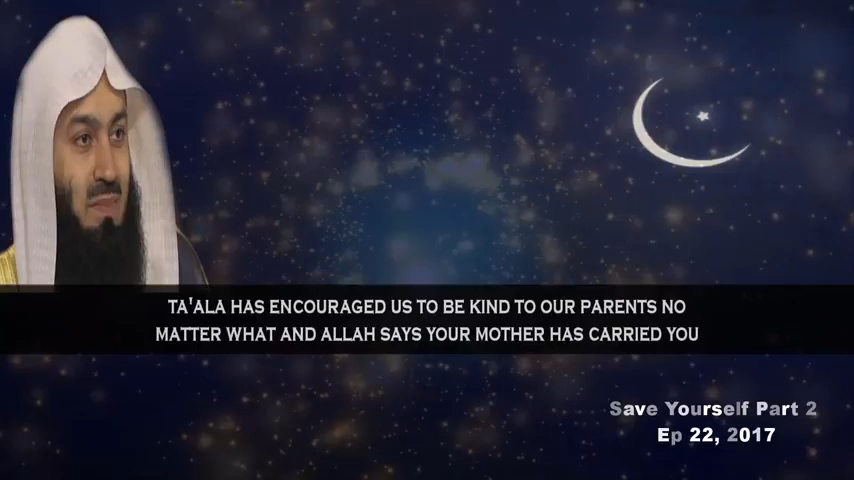 TA'ALA HAS ENCOURAGED US TO BE KIND TO OUR PARENTS NO
MATTER WHAT AND ALLAH SAYS YOUR MOTHER HAS CARRIED YOU
Save Yourself Part 2
Ep 22, 2017